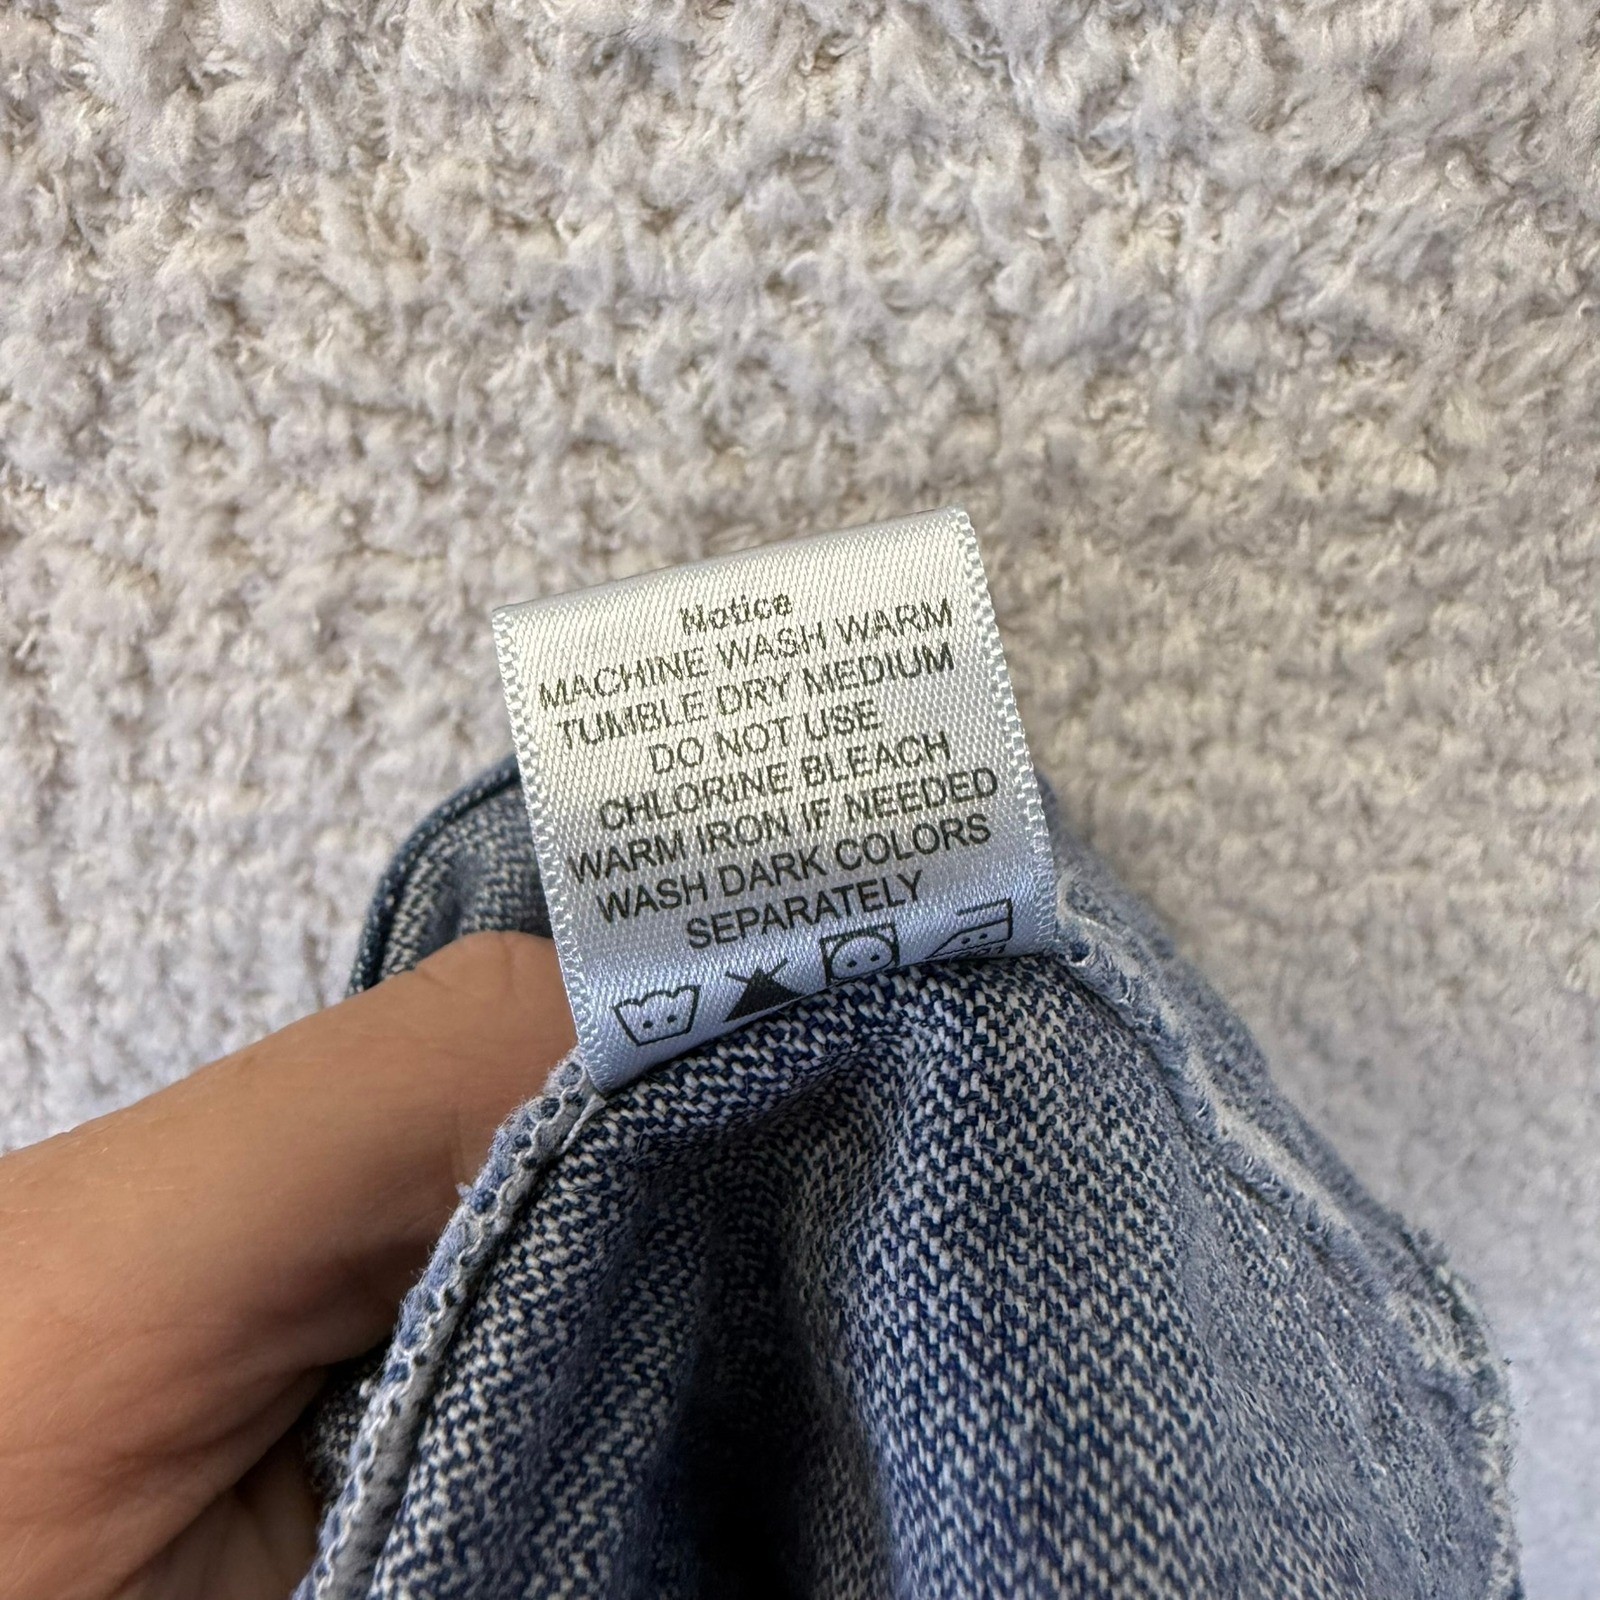 Notice
MACHINE WASH WARM
TUMBLE DRY MEDIUM
DO NOT USE
CHLORINE BLEACH
WARM IRON IF NEEDED
WASH DARK COLORS
SEPARATELY